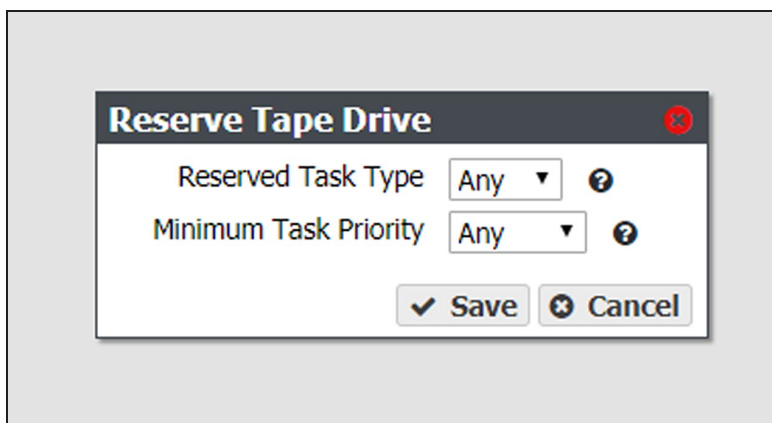 Reserve Tape Drive
Reserved Task Type Any
Minimum Task Priority Any
Save Cancel